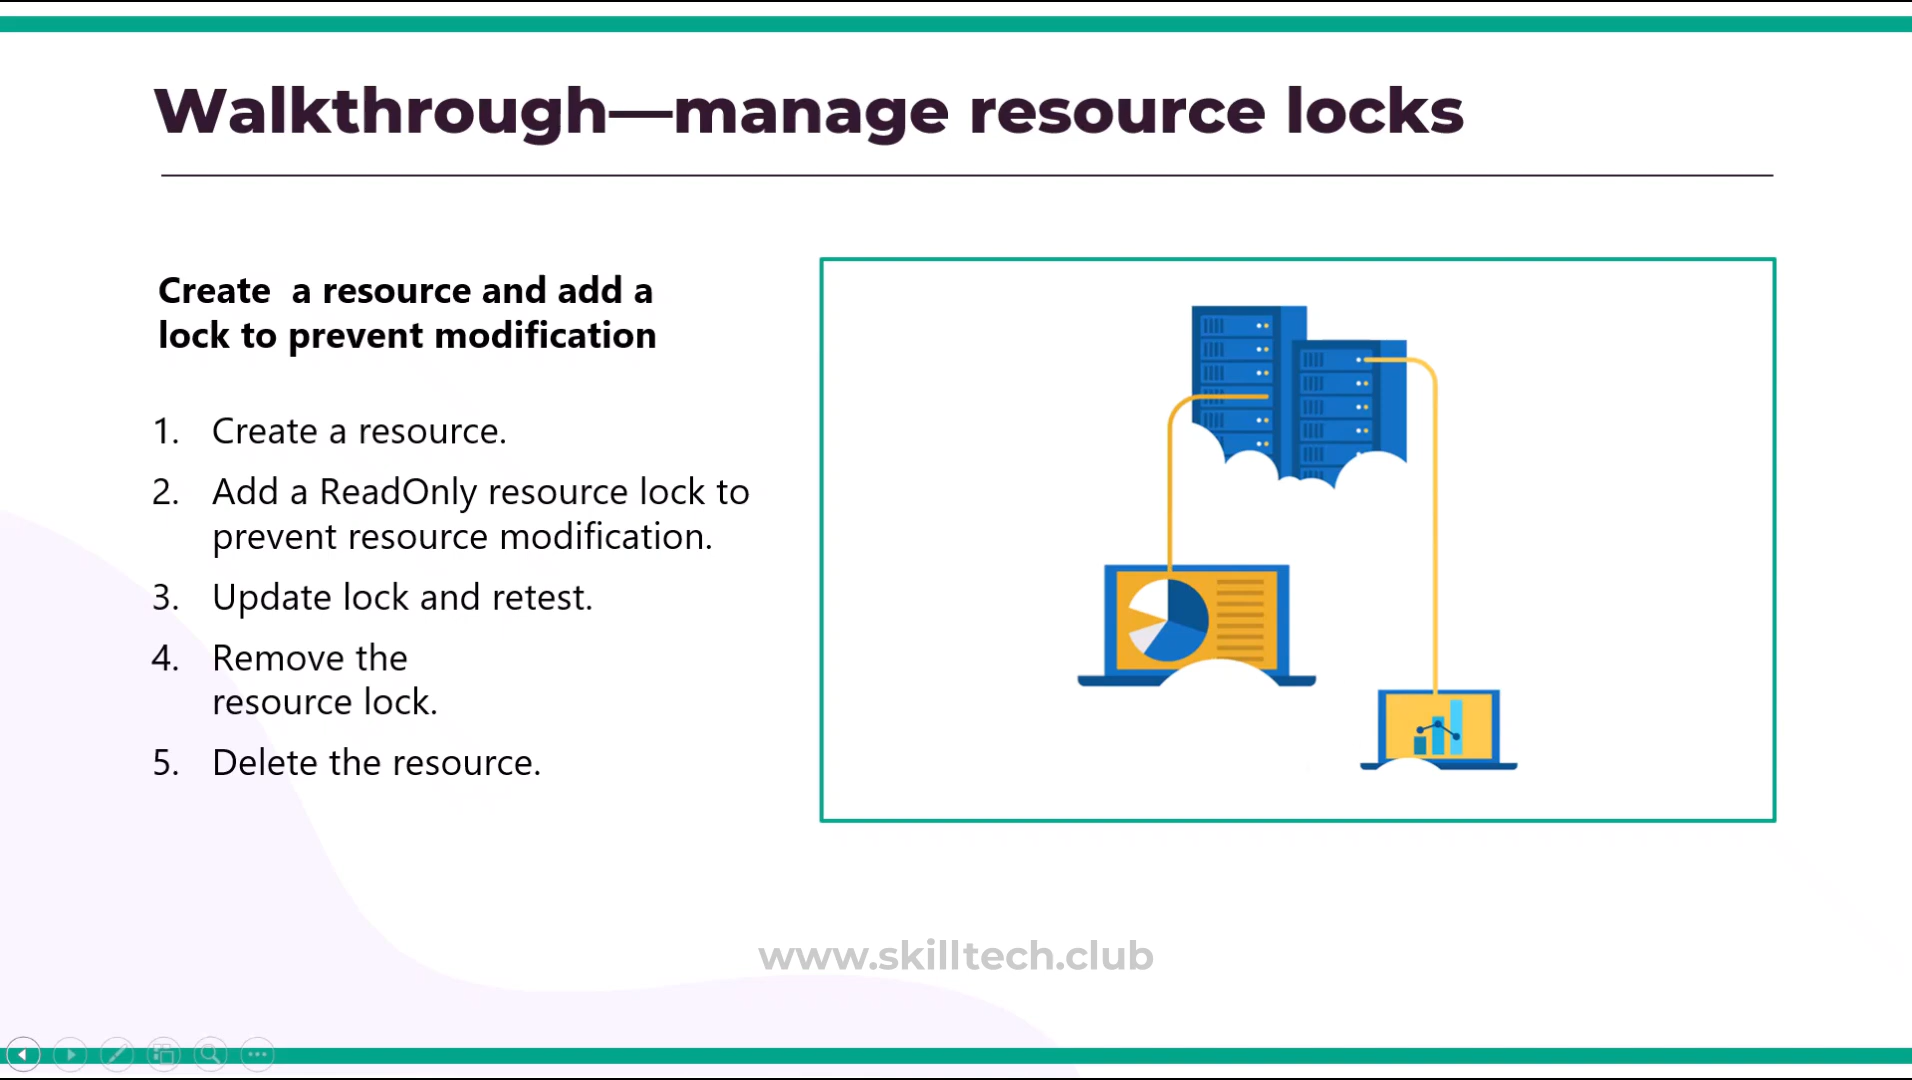 Walkthrough—manage resource locks
Create  a resource and add a
lock to prevent modification
1. Create a resource.
2. Add a ReadOnly resource lock to
prevent resource modification.
3. Update lock and retest.
4. Remove the
resource lock.
5. Delete the resource.
www.skilltech.club